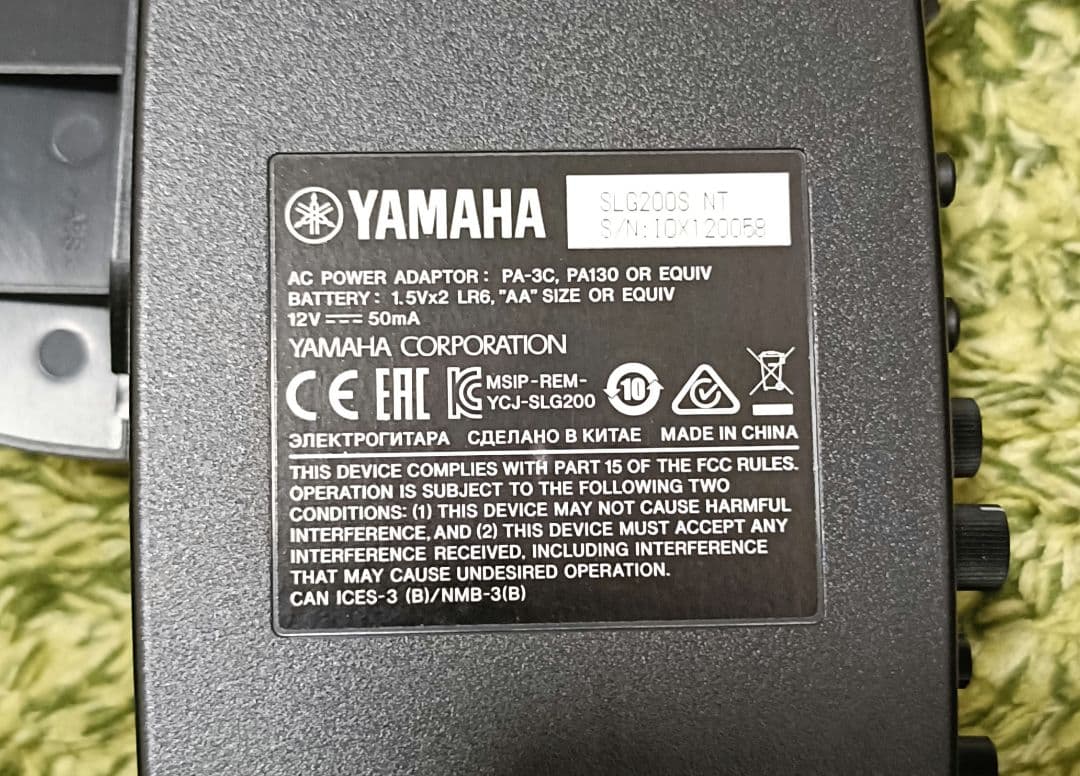 YAMAHA
SLG200S NT
S/N:IOX120058
AC POWER ADAPTOR : PA-3C, PA130 OR EQUIV
BATTERY : 1.5Vx2 LR6, "AA" SIZE OR EQUIV
12V ⎓ 50mA
YAMAHA CORPORATION
CE EAC KC MSIP-REM-
YCJ-SLG200 10
ЭЛЕКТРОГИТАРА СДЕЛАНО В КИТАЕ MADE IN CHINA
THIS DEVICE COMPLIES WITH PART 15 OF THE FCC RULES.
OPERATION IS SUBJECT TO THE FOLLOWING TWO
CONDITIONS: (1) THIS DEVICE MAY NOT CAUSE HARMFUL
INTERFERENCE, AND (2) THIS DEVICE MUST ACCEPT ANY
INTERFERENCE RECEIVED, INCLUDING INTERFERENCE
THAT MAY CAUSE UNDESIRED OPERATION.
CAN ICES-3 (B)/NMB-3(B)